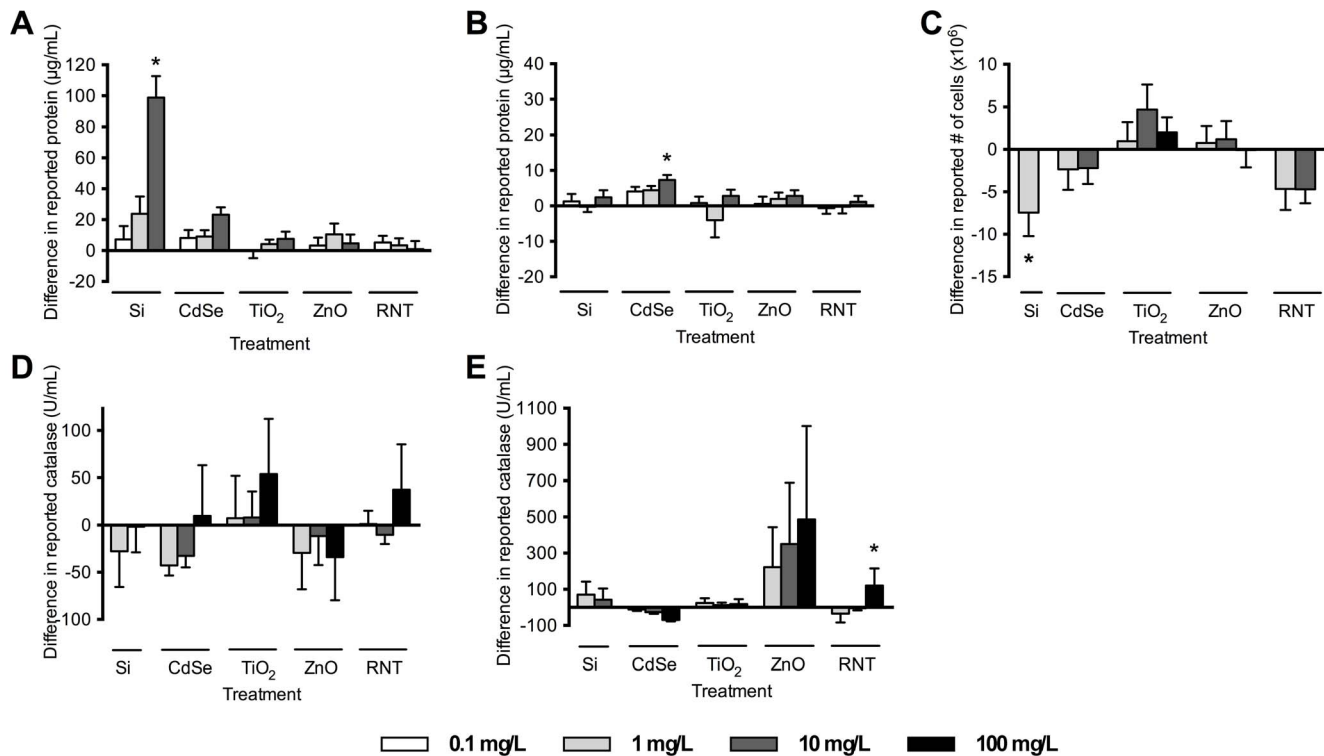 A
Difference in reported protein (µg/mL)
120
100
80
60
40
20
0
-20
*
Si CdSe TiO₂ ZnO RNT
Treatment
B
Difference in reported protein (µg/mL)
40
30
20
10
0
-10
-20
*
Si CdSe TiO₂ ZnO RNT
Treatment
C
Difference in reported # of cells (x10⁶)
10
5
0
-5
-10
-15
*
Si CdSe TiO₂ ZnO RNT
Treatment
D
Difference in reported catalase (U/mL)
100
50
0
-50
-100
Si CdSe TiO₂ ZnO RNT
Treatment
E
Difference in reported catalase (U/mL)
1100
900
700
500
300
100
-100
*
Si CdSe TiO₂ ZnO RNT
Treatment
0.1 mg/L 1 mg/L 10 mg/L 100 mg/L